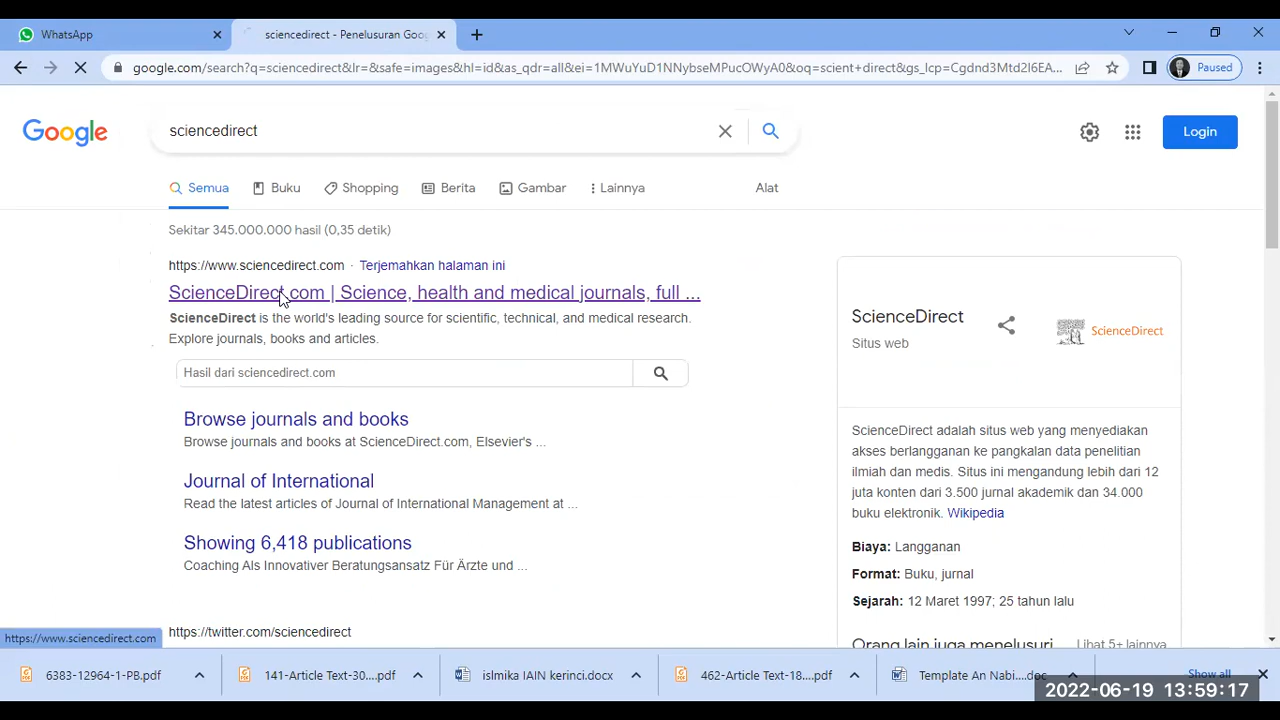 WhatsApp
sciencedirect - Penelusuran Goog
google.com/search?q=sciencedirect&lr=&safe=images&hl=id&as_qdr=all&ei=1MWuYuD1NNybseMPucOWyA0&oq=scient+direct&gs_lcp=Cgdnd3Mtd2l6EA...
Paused
Google
sciencedirect
Login
Semua
Buku
Shopping
Berita
Gambar
Lainnya
Alat
Sekitar 345.000.000 hasil (0,35 detik)
https://www.sciencedirect.com · Terjemahkan halaman ini
ScienceDirect.com | Science, health and medical journals, full ...
ScienceDirect is the world's leading source for scientific, technical, and medical research.
Explore journals, books and articles.
Hasil dari sciencedirect.com
Browse journals and books
Browse journals and books at ScienceDirect.com, Elsevier's ...
Journal of International
Read the latest articles of Journal of International Management at ...
Showing 6,418 publications
Coaching Als Innovativer Beratungsansatz Für Ärzte und ...
https://twitter.com/sciencedirect
ScienceDirect
Situs web
ScienceDirect
ScienceDirect adalah situs web yang menyediakan
akses berlangganan ke pangkalan data penelitian
ilmiah dan medis. Situs ini mengandung lebih dari 12
juta konten dari 3.500 jurnal akademik dan 34.000
buku elektronik. Wikipedia
Biaya: Langganan
Format: Buku, jurnal
Sejarah: 12 Maret 1997; 25 tahun lalu
Orang lain juga menelusuri
Lihat 5+ lainnya
https://www.sciencedirect.com
6383-12964-1-PB.pdf
141-Article Text-30....pdf
islmika IAIN kerinci.docx
462-Article Text-18....pdf
Template An Nabi....doc
Show all
2022-06-19 13:59:17